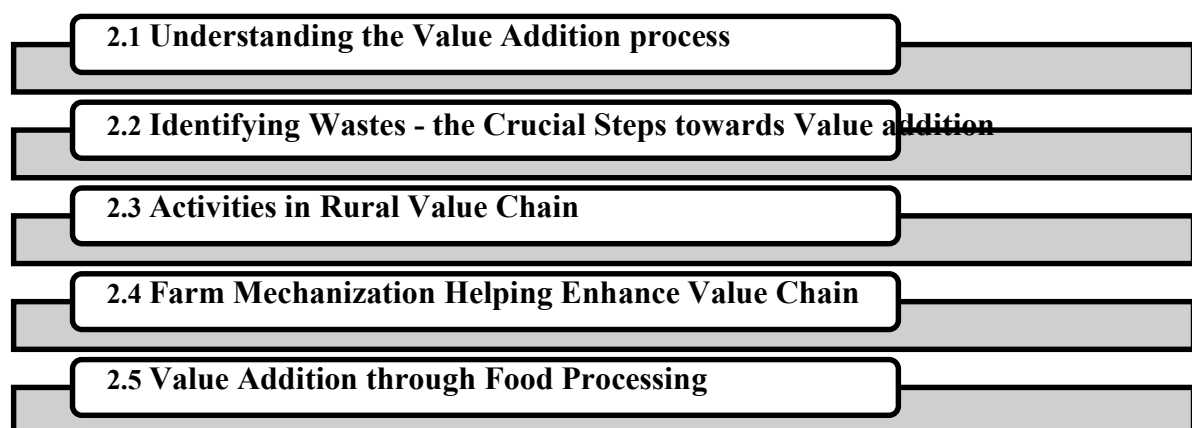 2.1 Understanding the Value Addition process
2.2 Identifying Wastes - the Crucial Steps towards Value addition
2.3 Activities in Rural Value Chain
2.4 Farm Mechanization Helping Enhance Value Chain
2.5 Value Addition through Food Processing